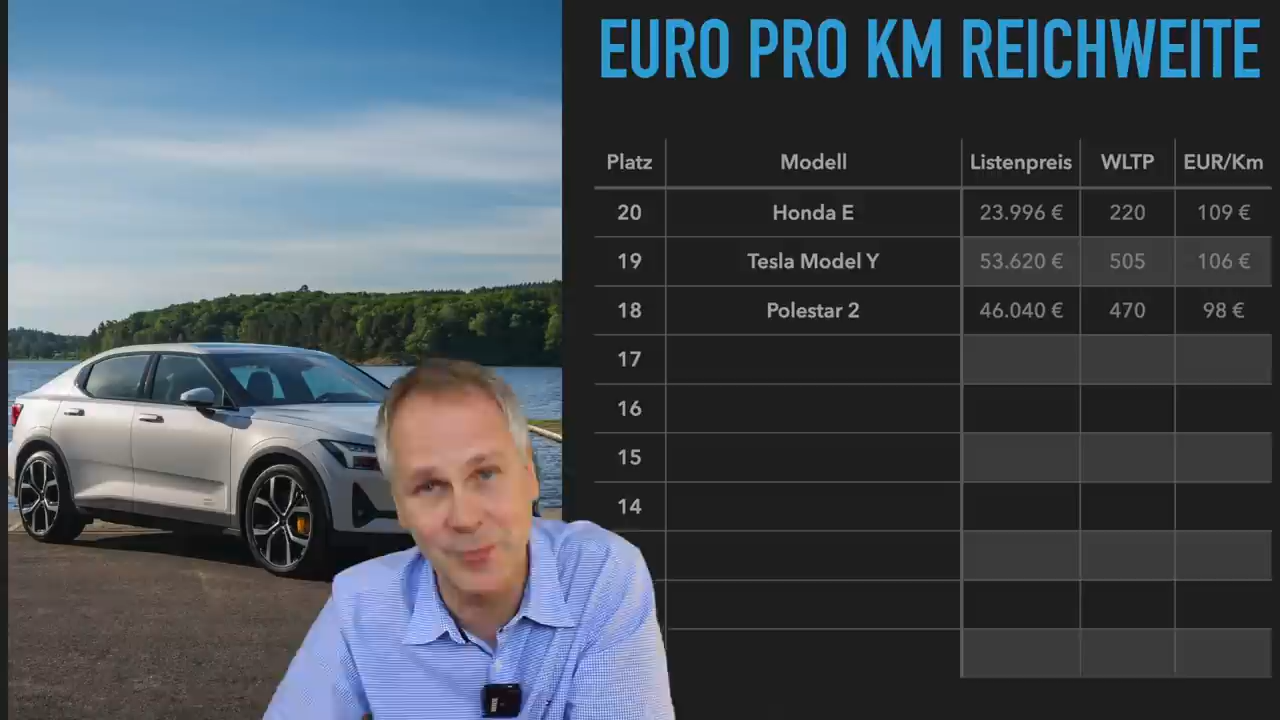 EURO PRO KM REICHWEITE
Platz Modell Listenpreis WLTP EUR/Km
20 Honda E 23.996 € 220 109 €
19 Tesla Model Y 53.620 € 505 106 €
18 Polestar 2 46.040 € 470 98 €
17
16
15
14